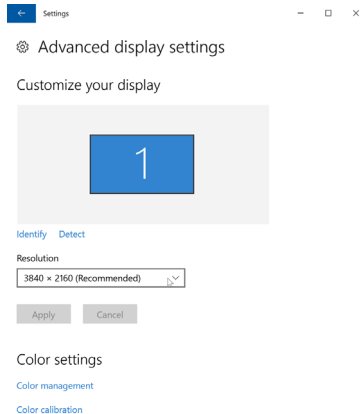 Settings
Advanced display settings
Customize your display
1
Identify Detect
Resolution
3840 × 2160 (Recommended)
Apply Cancel
Color settings
Color management
Color calibration